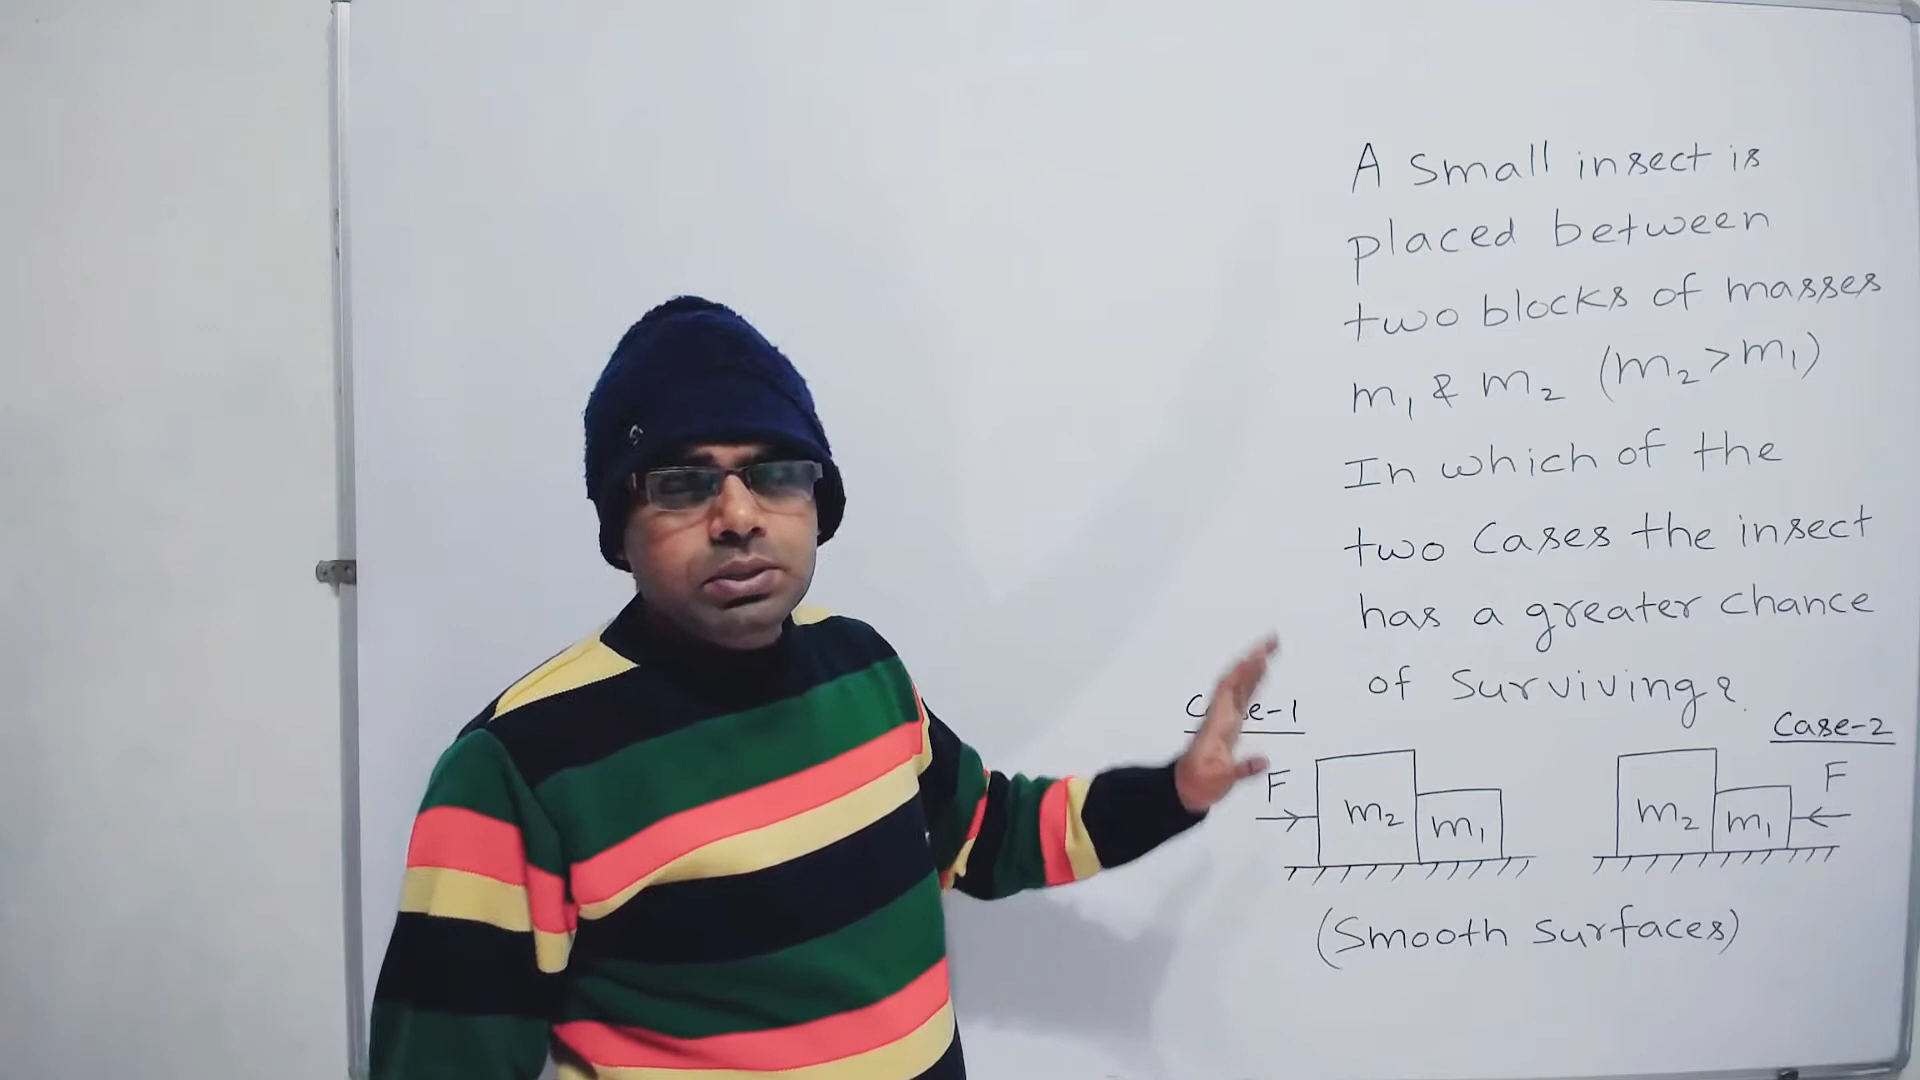 A small insect is
placed between
two blocks of masses
m₁ & m₂ (m₂>m₁)
In which of the
two Cases the insect
has a greater chance
of surviving?
Case-2
F
m₂
m₁
m₂
m₁
F
(Smooth surfaces)